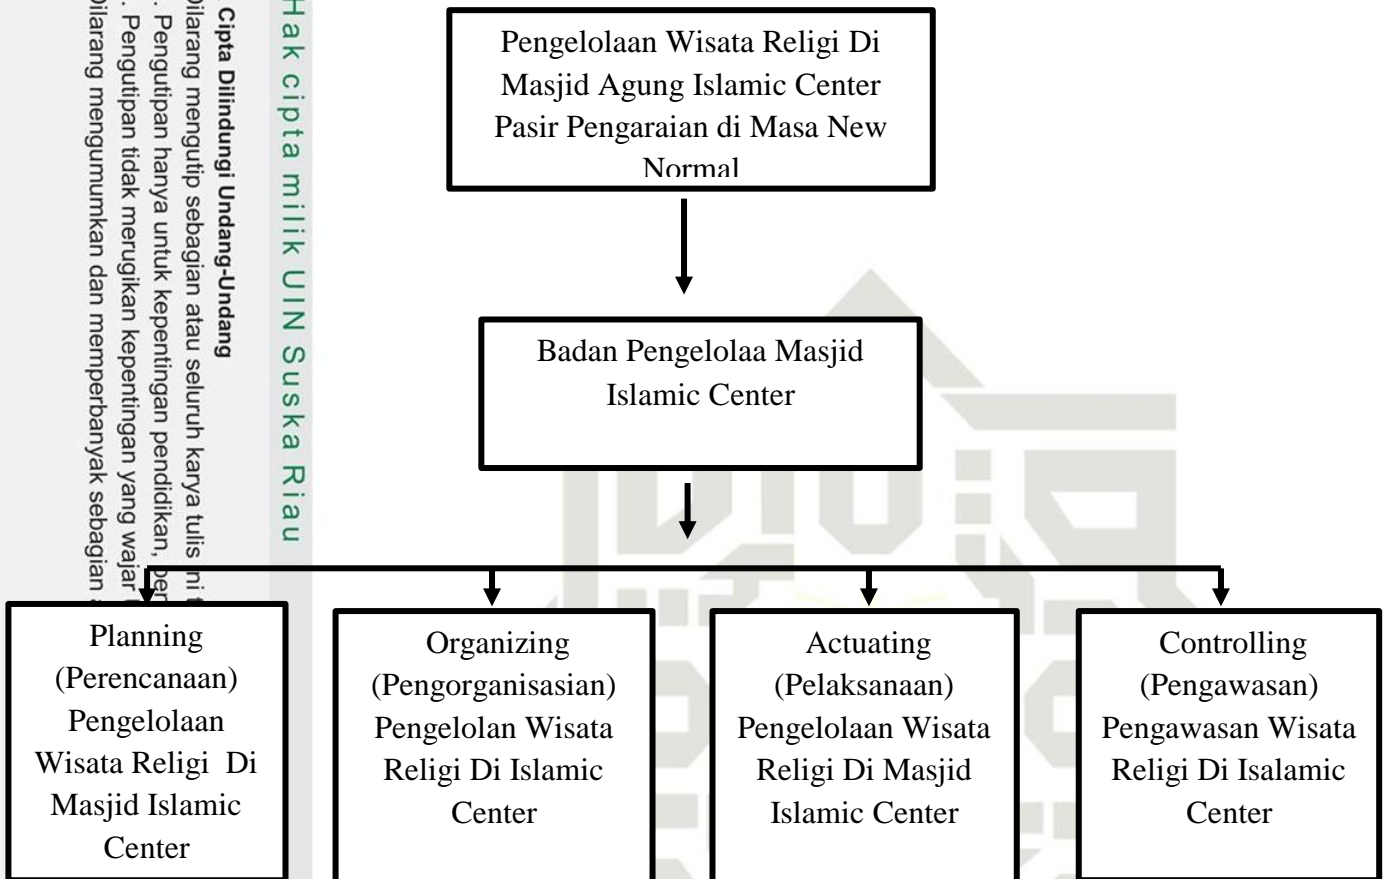 Hak cipta milik UIN Suska Riau
Cipta Dilindungi Undang-Undang
Dilarang mengutip sebagian atau seluruh karya tulis ini
. Pengutipan hanya untuk kepentingan pendidikan,
. Pengutipan tidak merugikan kepentingan yang wajar
Dilarang mengumumkan dan memperbanyak sebagian
Pengelolaan Wisata Religi Di
Masjid Agung Islamic Center
Pasir Pengaraian di Masa New
Normal
Badan Pengelolaa Masjid
Islamic Center
Planning
(Perencanaan)
Pengelolaan
Wisata Religi Di
Masjid Islamic
Center
Organizing
(Pengorganisasian)
Pengelolan Wisata
Religi Di Islamic
Center
Actuating
(Pelaksanaan)
Pengelolaan Wisata
Religi Di Masjid
Islamic Center
Controlling
(Pengawasan)
Pengawasan Wisata
Religi Di Isalamic
Center